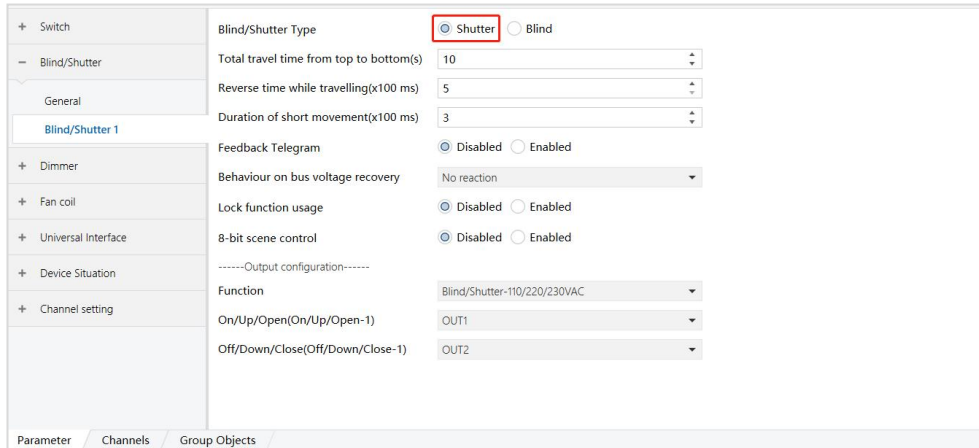 + Switch
− Blind/Shutter
General
Blind/Shutter 1
+ Dimmer
+ Fan coil
+ Universal Interface
+ Device Situation
+ Channel setting
Blind/Shutter Type Shutter Blind
Total travel time from top to bottom(s) 10
Reverse time while travelling(x100 ms) 5
Duration of short movement(x100 ms) 3
Feedback Telegram Disabled Enabled
Behaviour on bus voltage recovery No reaction
Lock function usage Disabled Enabled
8-bit scene control Disabled Enabled
------Output configuration------
Function Blind/Shutter-110/220/230VAC
On/Up/Open(On/Up/Open-1) OUT1
Off/Down/Close(Off/Down/Close-1) OUT2
Parameter Channels Group Objects